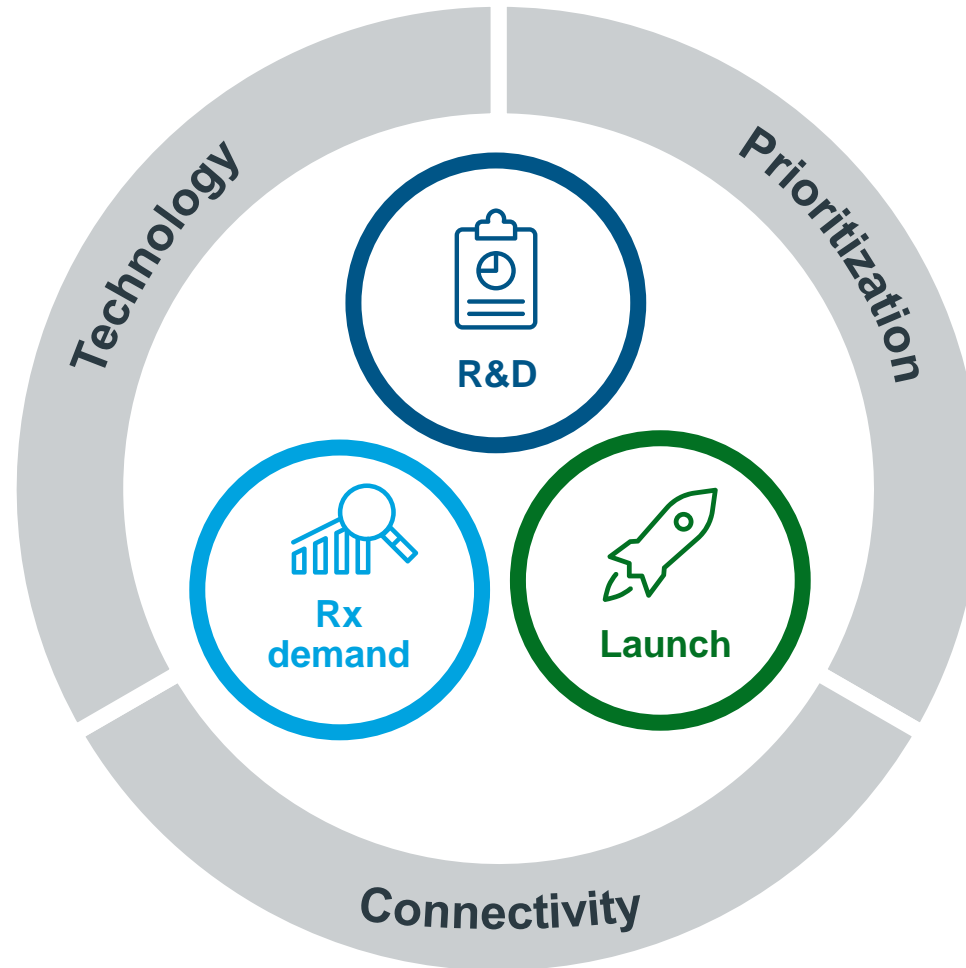 Technology
Prioritization
R&D
Rx
demand
Launch
Connectivity